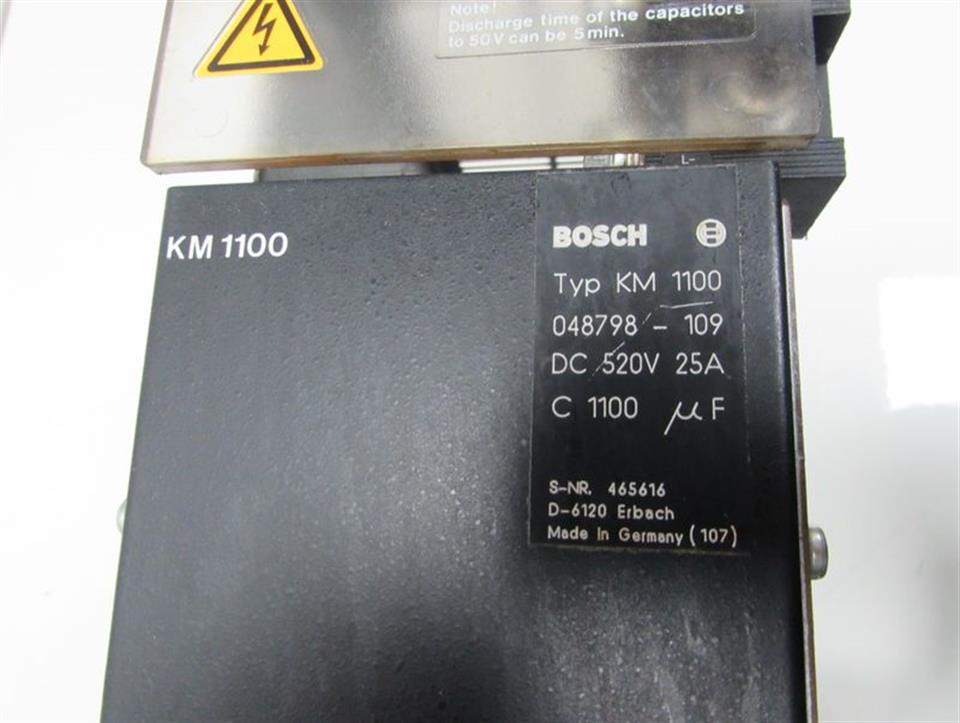 Note!
Discharge time of the capacitors
to 50V can be 5 min.
L-
KM 1100
BOSCH
Typ KM 1100
048798 - 109
DC 520V 25A
C 1100 μF
S-NR. 465616
D-6120 Erbach
Made in Germany (107)